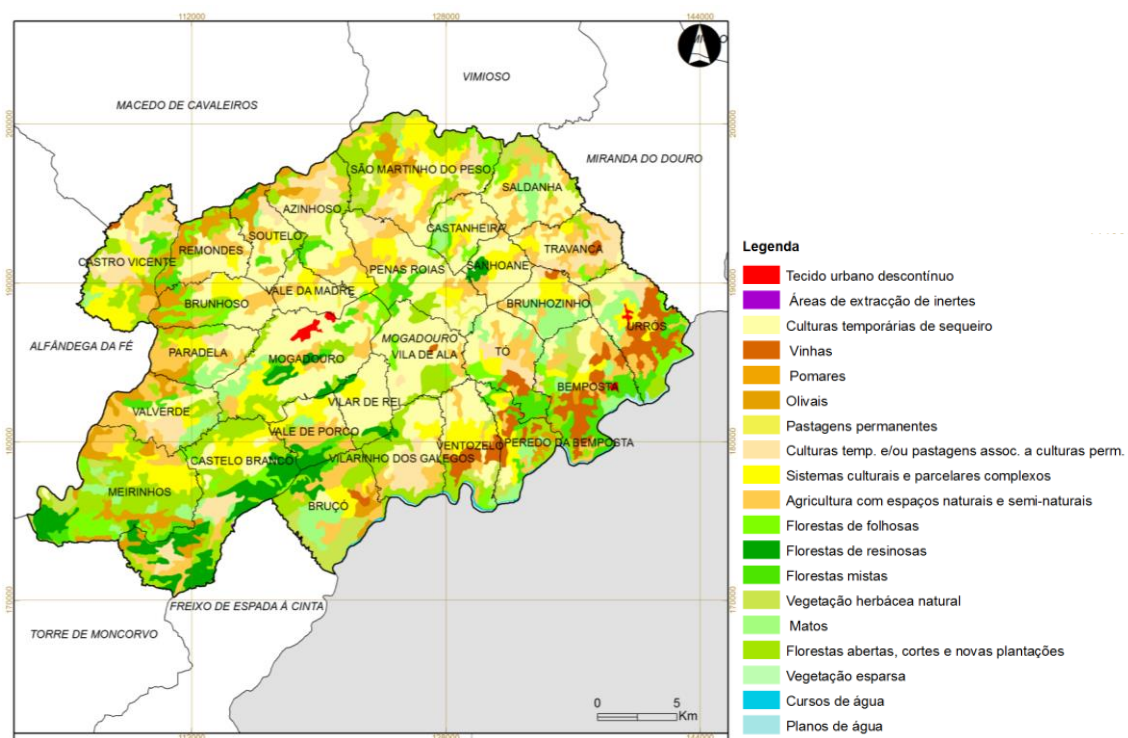 112000
128000
144000
VIMIOSO
MACEDO DE CAVALEIROS
200000
200000
MIRANDA DO DOURO
SÃO MARTINHO DO PESO
SALDANHA
AZINHOSO
CASTANHEIRA
SOUTELO
REMONDES
TRAVANÇA
CASTRO VICENTE
PENAS ROIAS
SANHOANE
190000
190000
VALE DA MADRE
BRUNHOSO
BRUNHOZINHO
URRÓS
MOGADOURO
ALFÂNDEGA DA FÉ
PARADELA
MOGADOURO
VILA DE ALA
TÓ
BEMPOSTA
VILAR DE REI
VALVERDE
VALE DE PORCO
180000
180000
VENTOZELO
PEREDO DA BEMPOSTA
CASTELO BRANCO
VILARINHO DOS GALEGOS
MEIRINHOS
BRUÇÓ
170000
170000
FREIXO DE ESPADA À CINTA
TORRE DE MONCORVO
0 5
Km
112000
128000
144000
Legenda
Tecido urbano descontínuo
Áreas de extracção de inertes
Culturas temporárias de sequeiro
Vinhas
Pomares
Olivais
Pastagens permanentes
Culturas temp. e/ou pastagens assoc. a culturas perm.
Sistemas culturais e parcelares complexos
Agricultura com espaços naturais e semi-naturais
Florestas de folhosas
Florestas de resinosas
Florestas mistas
Vegetação herbácea natural
Matos
Florestas abertas, cortes e novas plantações
Vegetação esparsa
Cursos de água
Planos de água